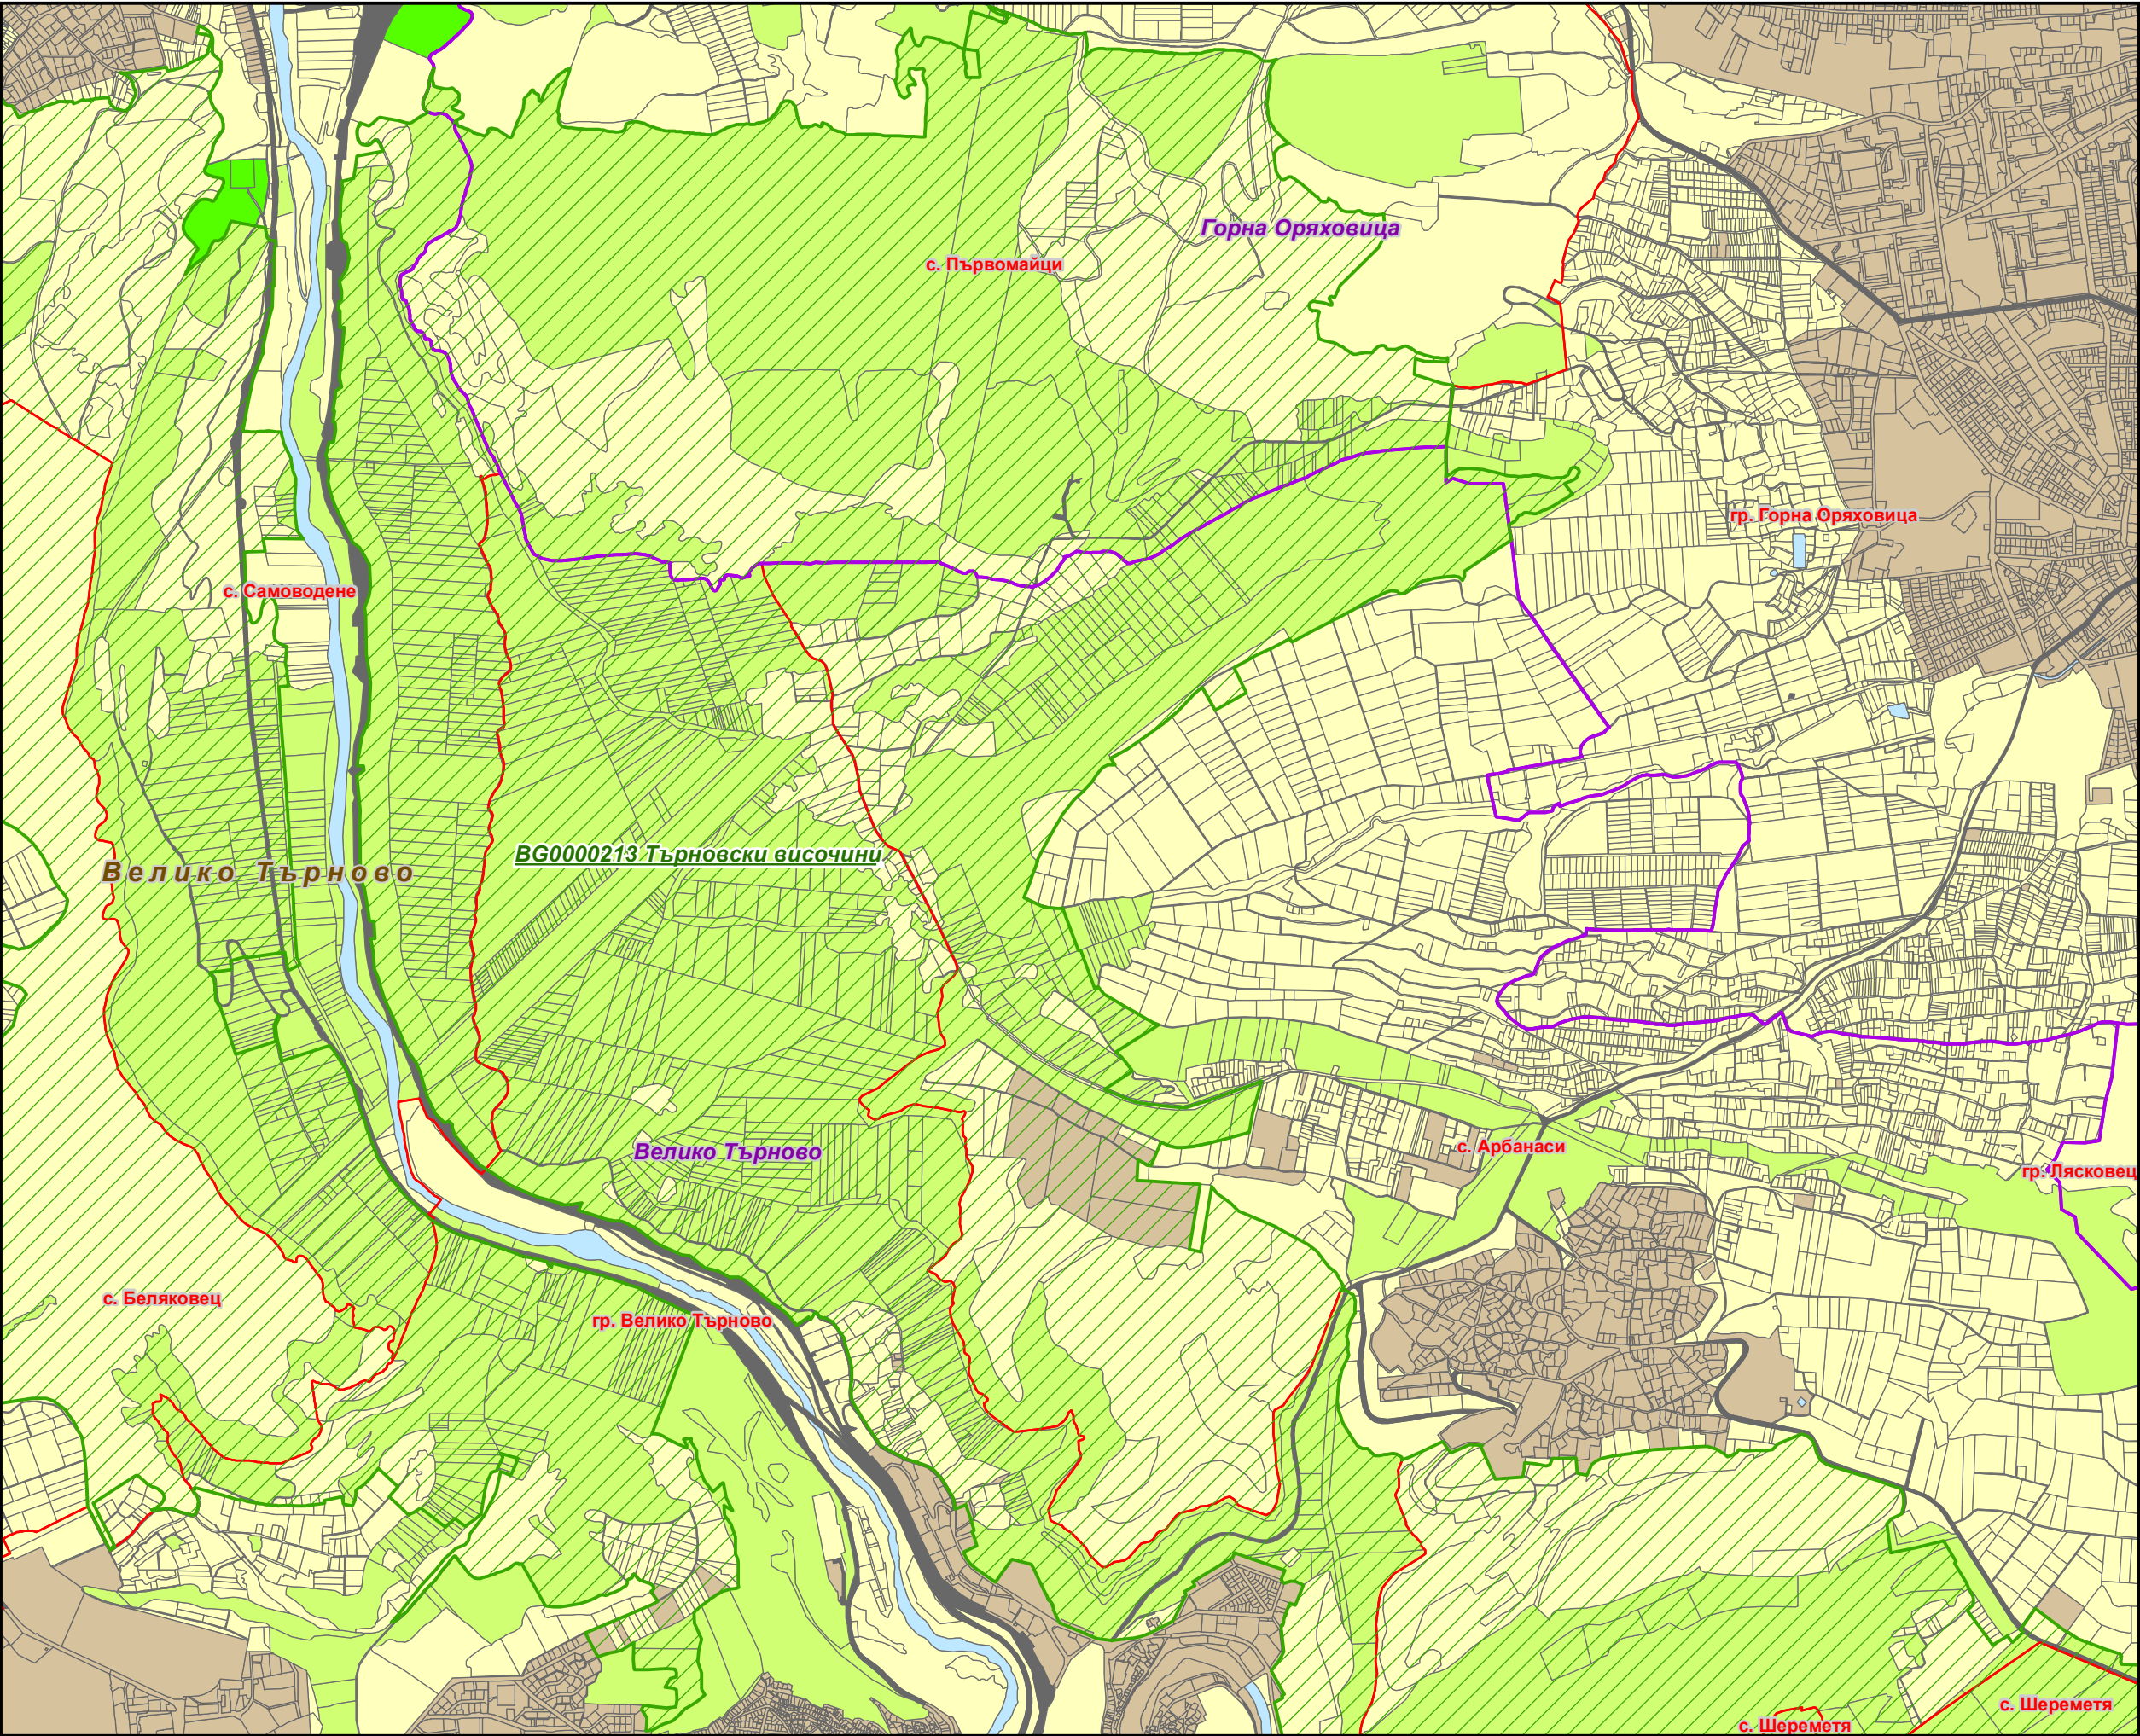 Горна Оряховица
с. Първомайци
гр. Горна Оряховица
с. Самоводене
BG0000213 Търновски височини
Велико Търново
Велико Търново
с. Арбанаси
гр. Лясковец
с. Беляковец
гр. Велико Търново
с. Шереметя
с. Шереметя